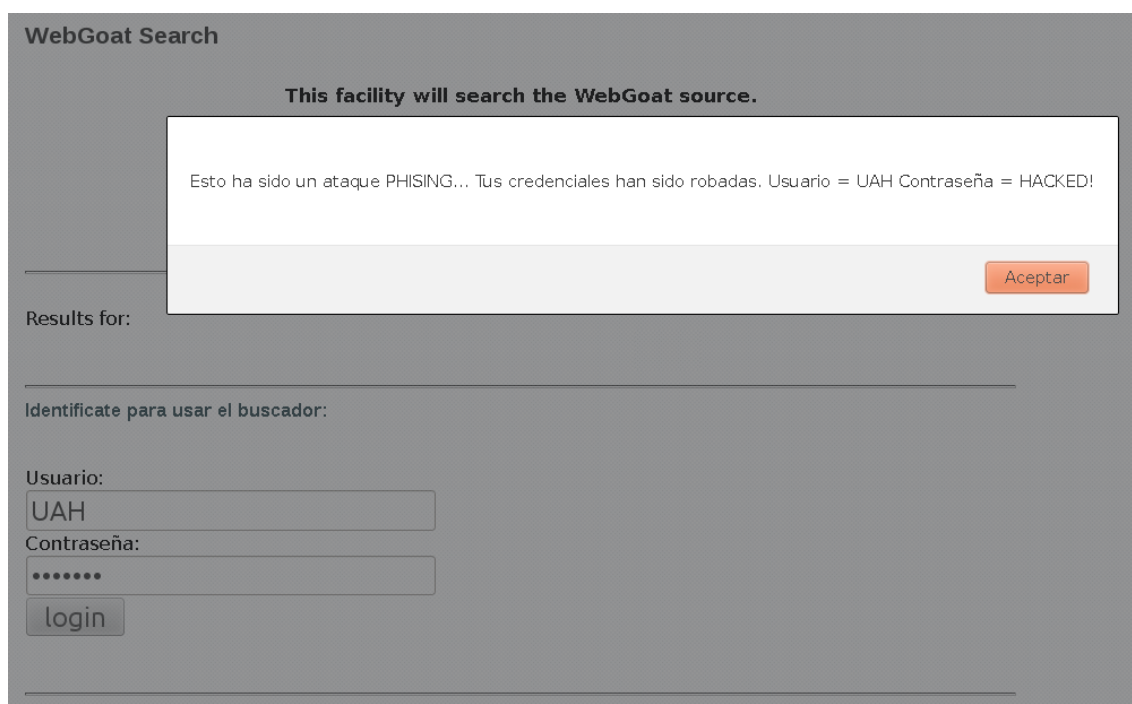 WebGoat Search
This facility will search the WebGoat source.
Esto ha sido un ataque PHISING... Tus credenciales han sido robadas. Usuario = UAH Contraseña = HACKED!
Aceptar
Results for:
Identificate para usar el buscador:
Usuario:
UAH
Contraseña:
•••••••
login